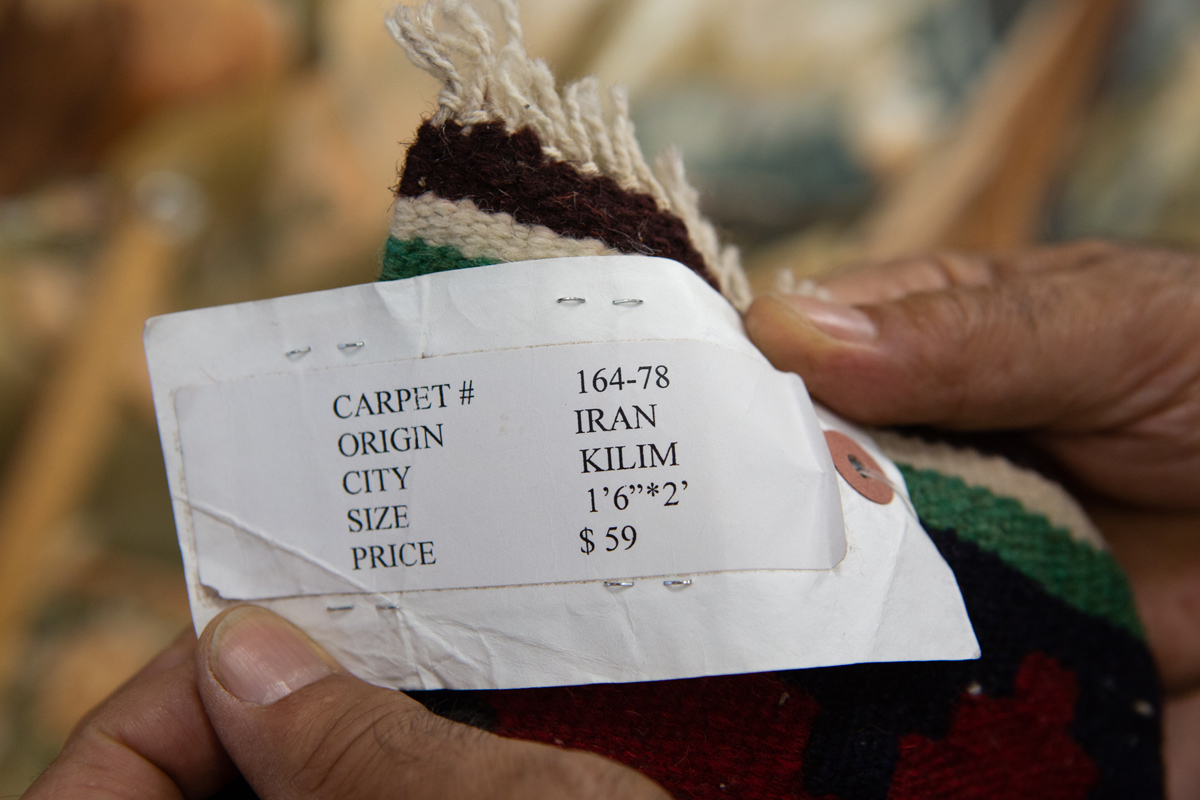 CARPET # 164-78
ORIGIN IRAN
CITY KILIM
SIZE 1'6”*2’
PRICE $ 59